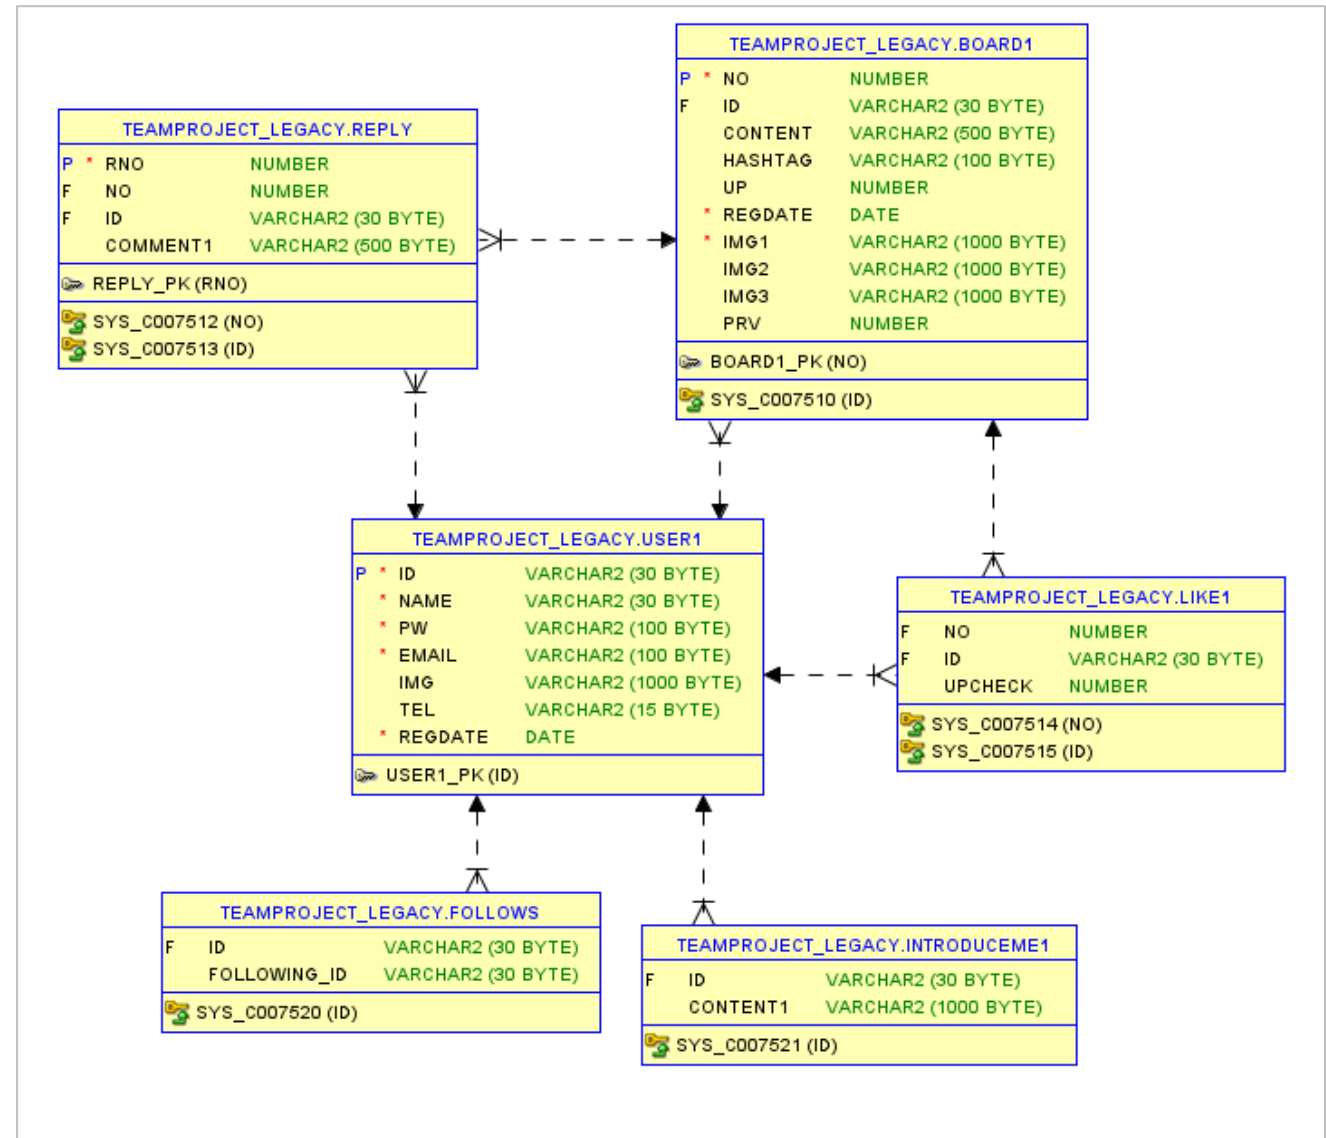 TEAMPROJECT_LEGACY.BOARD1
P * NO NUMBER
F ID VARCHAR2 (30 BYTE)
CONTENT VARCHAR2 (500 BYTE)
HASHTAG VARCHAR2 (100 BYTE)
UP NUMBER
* REGDATE DATE
* IMG1 VARCHAR2 (1000 BYTE)
IMG2 VARCHAR2 (1000 BYTE)
IMG3 VARCHAR2 (1000 BYTE)
PRV NUMBER
BOARD1_PK (NO)
SYS_C007510 (ID)
TEAMPROJECT_LEGACY.REPLY
P * RNO NUMBER
F NO NUMBER
F ID VARCHAR2 (30 BYTE)
COMMENT1 VARCHAR2 (500 BYTE)
REPLY_PK (RNO)
SYS_C007512 (NO)
SYS_C007513 (ID)
TEAMPROJECT_LEGACY.USER1
P * ID VARCHAR2 (30 BYTE)
* NAME VARCHAR2 (30 BYTE)
* PW VARCHAR2 (100 BYTE)
* EMAIL VARCHAR2 (100 BYTE)
IMG VARCHAR2 (1000 BYTE)
TEL VARCHAR2 (15 BYTE)
* REGDATE DATE
USER1_PK (ID)
TEAMPROJECT_LEGACY.LIKE1
F NO NUMBER
F ID VARCHAR2 (30 BYTE)
UPCHECK NUMBER
SYS_C007514 (NO)
SYS_C007515 (ID)
TEAMPROJECT_LEGACY.FOLLOWS
F ID VARCHAR2 (30 BYTE)
FOLLOWING_ID VARCHAR2 (30 BYTE)
SYS_C007520 (ID)
TEAMPROJECT_LEGACY.INTRODUCEME1
F ID VARCHAR2 (30 BYTE)
CONTENT1 VARCHAR2 (1000 BYTE)
SYS_C007521 (ID)